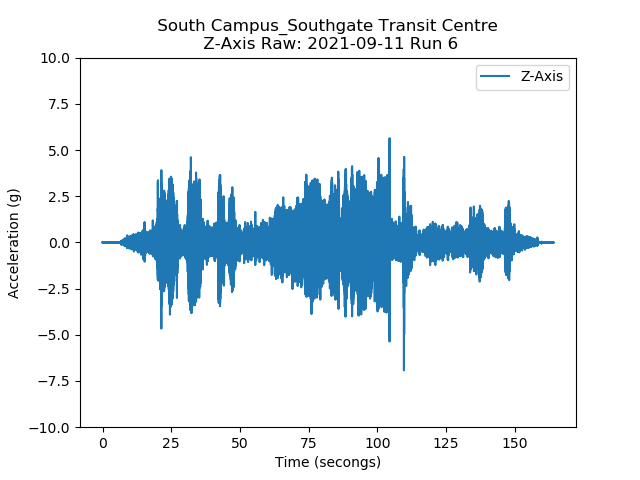 South Campus_Southgate Transit Centre
Z-Axis Raw: 2021-09-11 Run 6
Z-Axis
Acceleration (g)
10.0
7.5
5.0
2.5
0.0
−2.5
−5.0
−7.5
−10.0
0 25 50 75 100 125 150
Time (secongs)